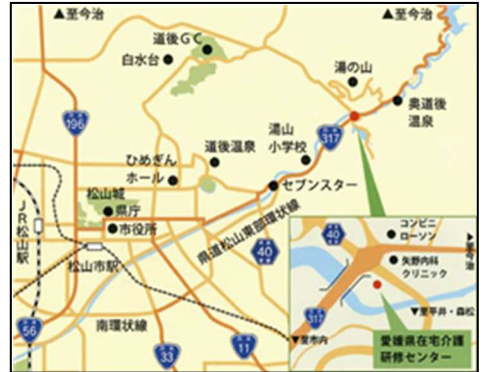 ▲至今治
▲至今治
道後GC
白水台
湯の山
奥道後
温泉
196
317
湯山
小学校
道後温泉
ひめぎん
ホール
セブンスター
松山城
県庁
市役所
JR松山駅
松山市駅
県道松山東部環状線
40
南環状線
56
33
11
40
コンビニ
ローソン
▲至今治
矢野内科
クリニック
317
▼至市内
▼至平井・森松
愛媛県在宅介護
研修センター